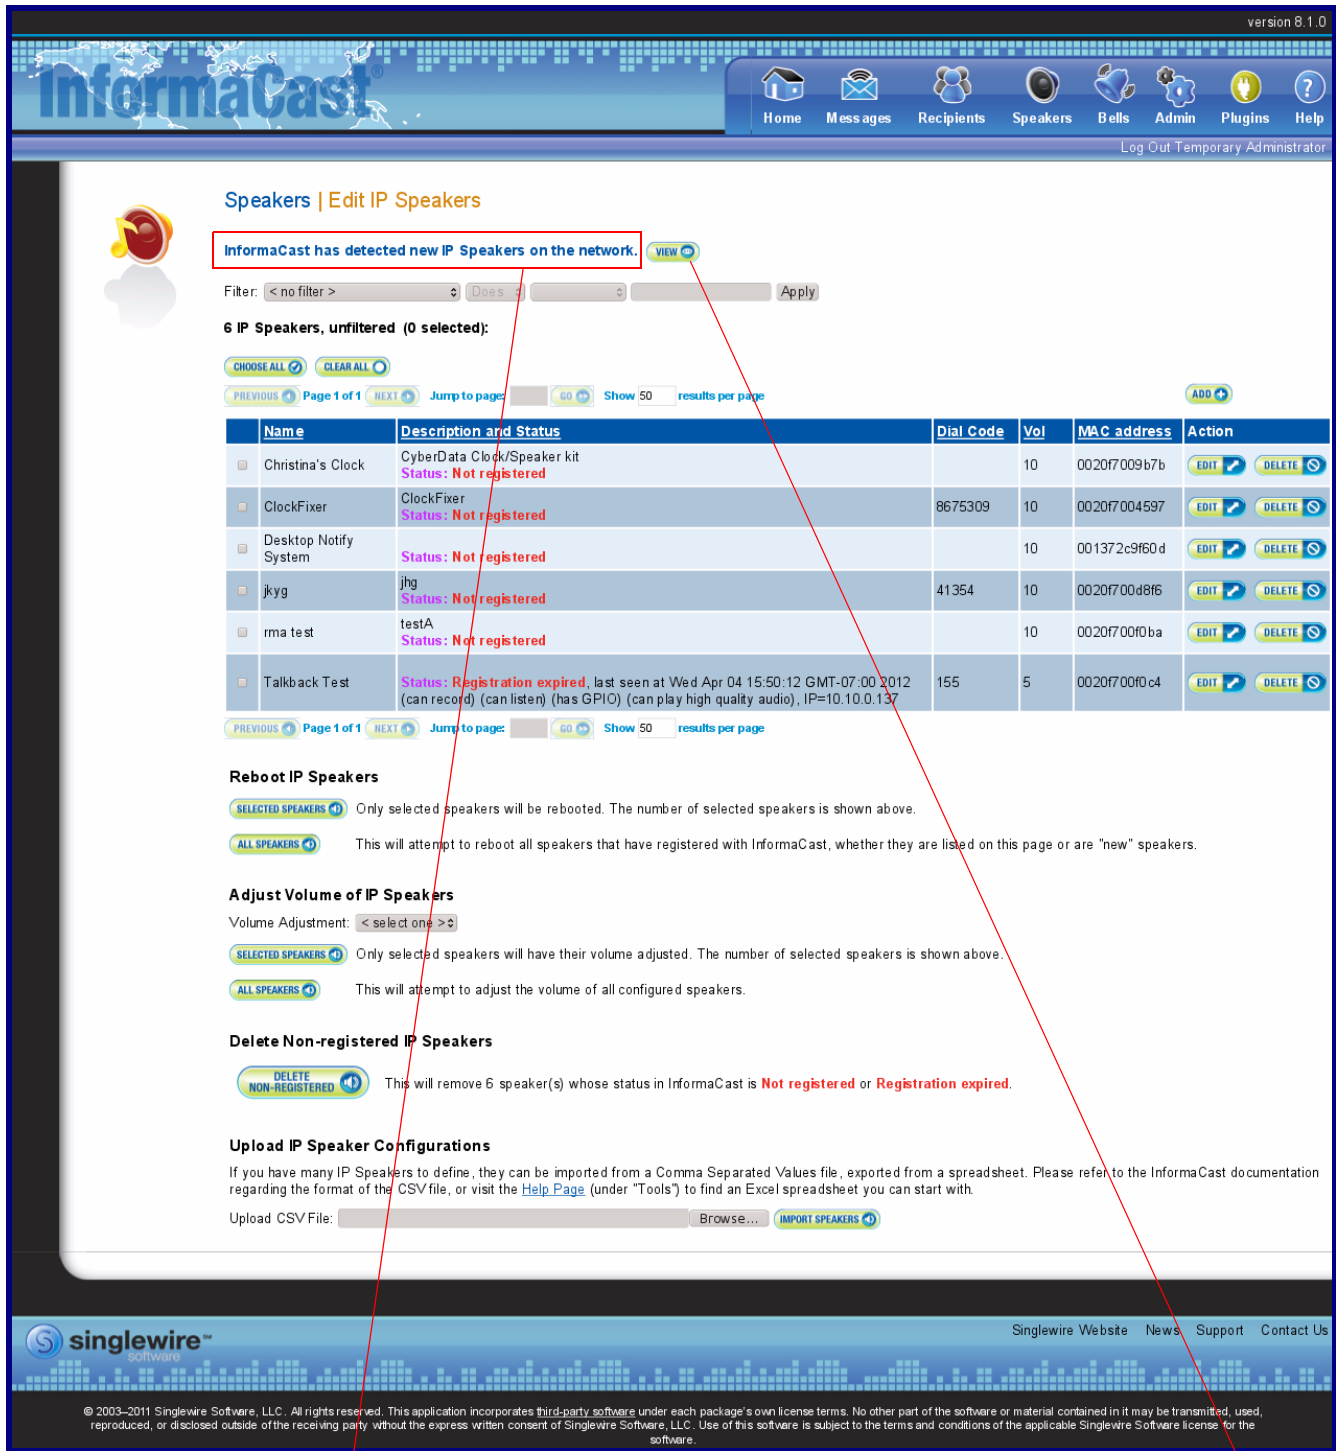 version 8.1.0
InformaCast®
Home Messages Recipients Speakers Bells Admin Plugins Help
Log Out Temporary Administrator
Speakers | Edit IP Speakers
InformaCast has detected new IP Speakers on the network. VIEW
Filter: < no filter > Does Apply
6 IP Speakers, unfiltered (0 selected):
CHOOSE ALL CLEAR ALL
PREVIOUS Page 1 of 1 NEXT Jump to page: GO Show 50 results per page ADD
Name Description and Status Dial Code Vol MAC address Action
Christina's Clock CyberData Clock/Speaker kit
Status: Not registered 10 0020f7009b7b EDIT DELETE
ClockFixer ClockFixer
Status: Not registered 8675309 10 0020f7004597 EDIT DELETE
Desktop Notify
System Status: Not registered 10 001372c9f60d EDIT DELETE
jkyg jhg
Status: Not registered 41354 10 0020f700d8f6 EDIT DELETE
rma test testA
Status: Not registered 10 0020f700f0ba EDIT DELETE
Talkback Test Status: Registration expired, last seen at Wed Apr 04 15:50:12 GMT-07:00 2012 155 5 0020f700f0c4 EDIT DELETE
(can record) (can listen) (has GPIO) (can play high quality audio), IP=10.10.0.137
PREVIOUS Page 1 of 1 NEXT Jump to page: GO Show 50 results per page
Reboot IP Speakers
SELECTED SPEAKERS Only selected speakers will be rebooted. The number of selected speakers is shown above.
ALL SPEAKERS This will attempt to reboot all speakers that have registered with InformaCast, whether they are listed on this page or are "new" speakers.
Adjust Volume of IP Speakers
Volume Adjustment: < select one >
SELECTED SPEAKERS Only selected speakers will have their volume adjusted. The number of selected speakers is shown above.
ALL SPEAKERS This will attempt to adjust the volume of all configured speakers.
Delete Non-registered IP Speakers
DELETE
NON-REGISTERED This will remove 6 speaker(s) whose status in InformaCast is Not registered or Registration expired.
Upload IP Speaker Configurations
If you have many IP Speakers to define, they can be imported from a Comma Separated Values file, exported from a spreadsheet. Please refer to the InformaCast documentation
regarding the format of the CSV file, or visit the Help Page (under "Tools") to find an Excel spreadsheet you can start with.
Upload CSV File: Browse... IMPORT SPEAKERS
singlewire™
software
Singlewire Website News Support Contact Us
© 2003–2011 Singlewire Software, LLC. All rights reserved. This application incorporates third-party software under each package's own license terms. No other part of the software or material contained in it may be transmitted, used,
reproduced, or disclosed outside of the receiving party without the express written consent of Singlewire Software, LLC. Use of this software is subject to the terms and conditions of the applicable Singlewire Software license for the
software.